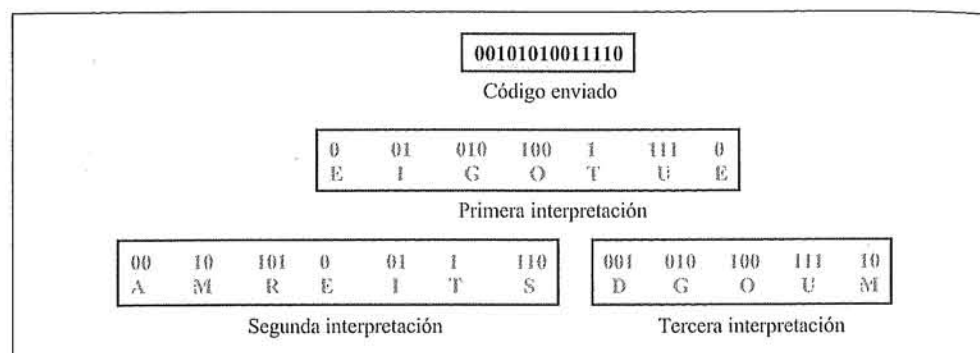 00101010011110
Código enviado
0 01 010 100 1 111 0
E I G O T U E
Primera interpretación
00 10 101 0 01 1 110
A M R E I T S
Segunda interpretación
001 010 100 111 10
D G O U M
Tercera interpretación